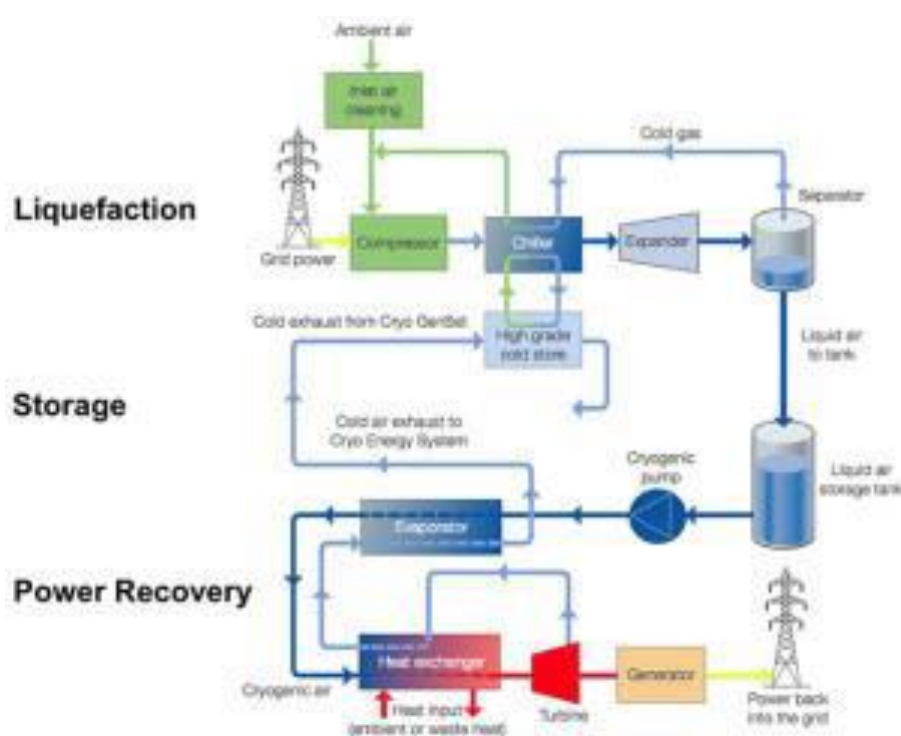 Ambient air
Inlet air
cleaning
Cold gas
Liquefaction
Separator
Compressor
Chiller
Expander
Grid power
Cold exhaust from Cryo GenSet
High grade
cold store
Liquid air
to tank
Storage
Cold air exhaust to
Cryo Energy System
Cryogenic
pump
Liquid air
storage tank
Evaporator
Power Recovery
Heat exchanger
Generator
Cryogenic air
Heat input
(ambient or waste heat)
Turbine
Power back
into the grid